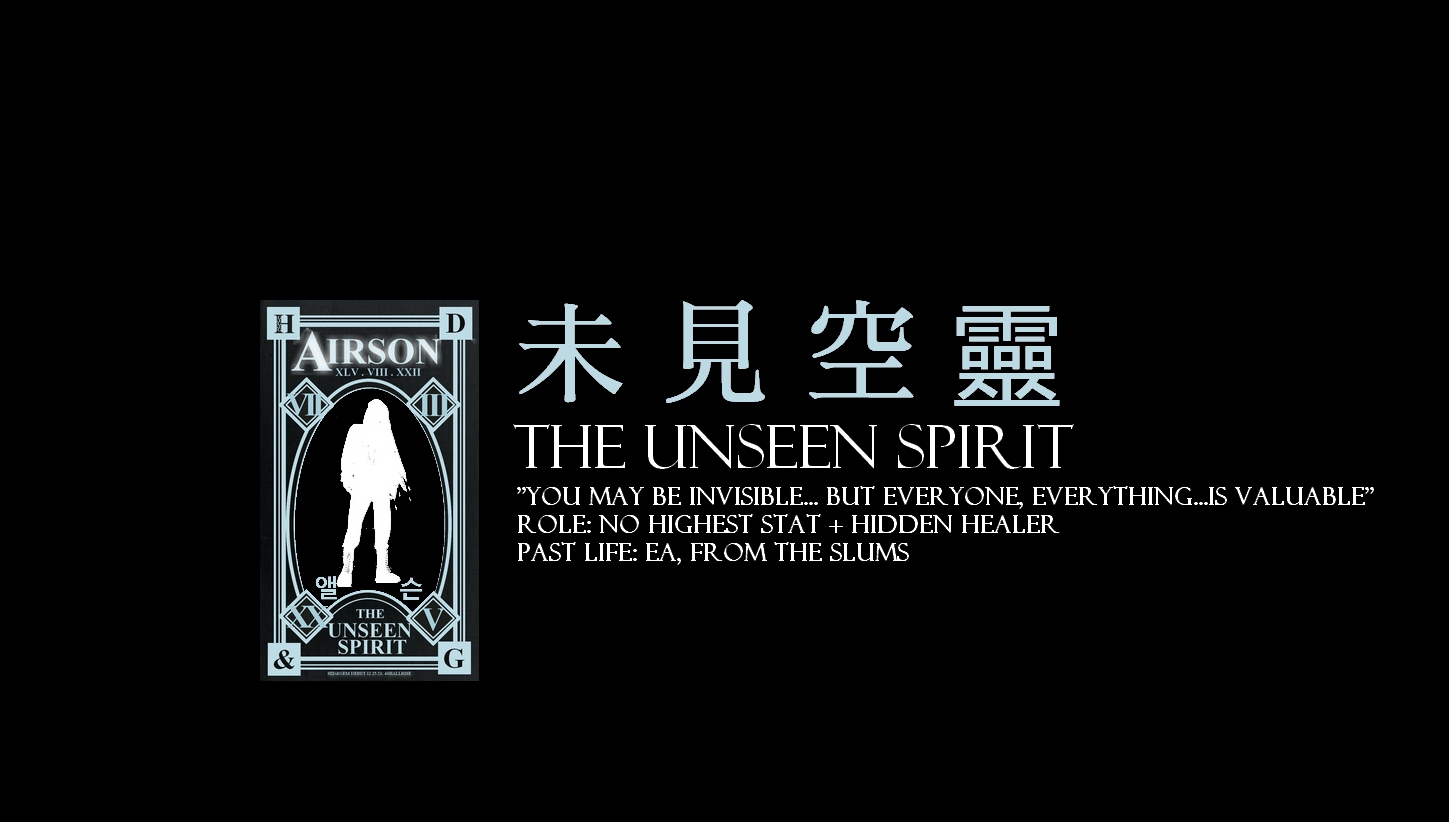 H
D
AIRSON
XLV . VIII . XXII
VII
III
앨 슨
XX
V
THE
UNSEEN
SPIRIT
&
G
未見空靈
THE UNSEEN SPIRIT
"YOU MAY BE INVISIBLE... BUT EVERYONE, EVERYTHING...IS VALUABLE"
ROLE: NO HIGHEST STAT + HIDDEN HEALER
PAST LIFE: EA, FROM THE SLUMS